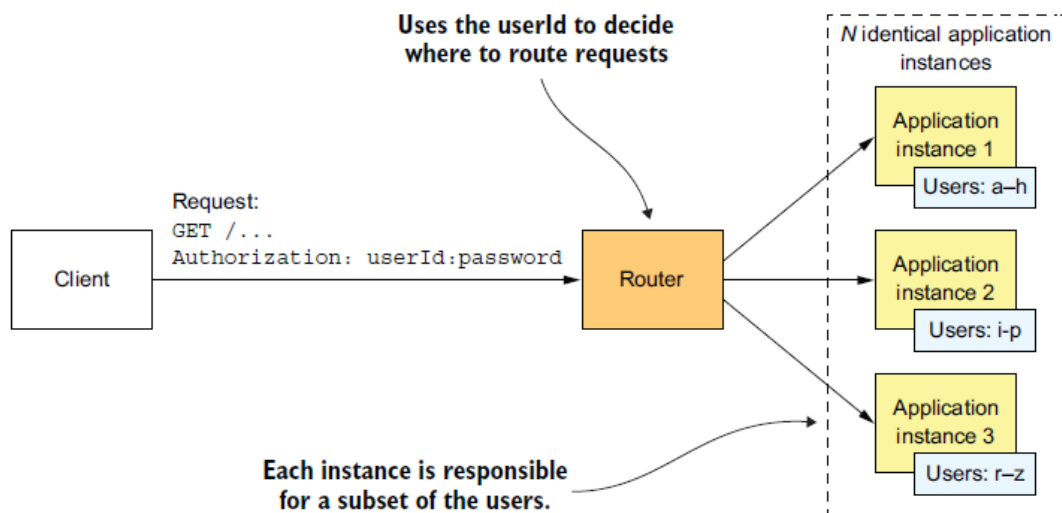 Uses the userId to decide
where to route requests
N identical application
instances
Application
instance 1
Users: a–h
Request:
GET /...
Authorization: userId:password
Client
Router
Application
instance 2
Users: i-p
Application
instance 3
Users: r–z
Each instance is responsible
for a subset of the users.